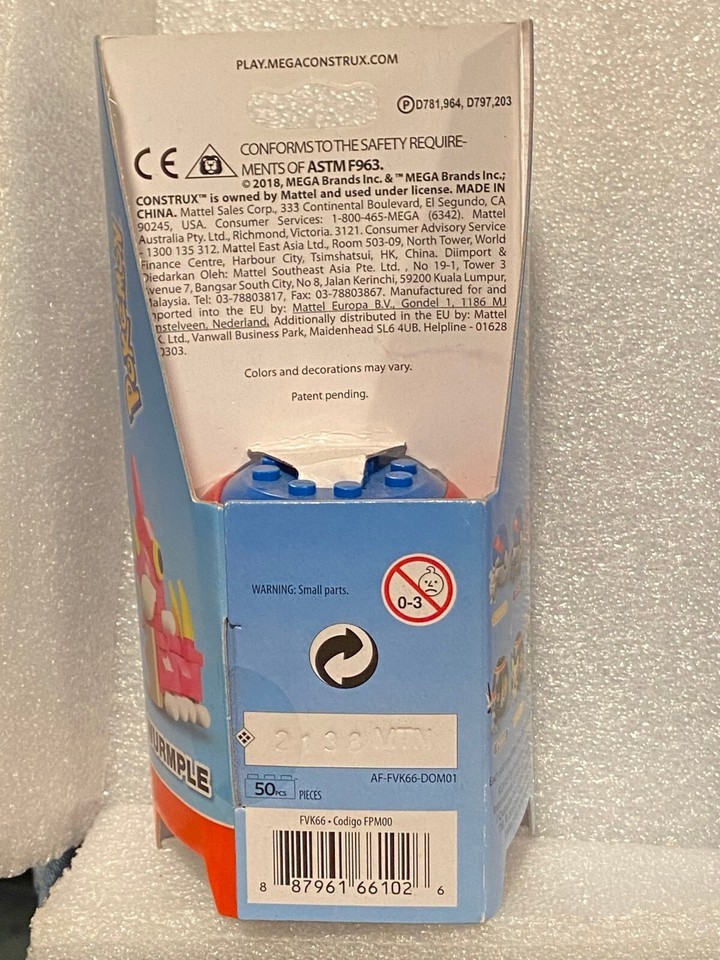 PLAY.MEGACONSTRUX.COM
Ⓟ D781,964, D797,203
CE
CONFORMS TO THE SAFETY REQUIRE-
MENTS OF ASTM F963.
© 2018, MEGA Brands Inc. & ™ MEGA Brands Inc.;
CONSTRUX™ is owned by Mattel and used under license. MADE IN
CHINA. Mattel Sales Corp., 333 Continental Boulevard, El Segundo, CA
90245, USA. Consumer Services: 1-800-465-MEGA (6342). Mattel
Australia Pty. Ltd., Richmond, Victoria. 3121. Consumer Advisory Service
- 1300 135 312. Mattel East Asia Ltd., Room 503-09, North Tower, World
Finance Centre, Harbour City, Tsimshatsui, HK, China. Diimport &
Diedarkan Oleh: Mattel Southeast Asia Pte. Ltd. , No 19-1, Tower 3
venue 7, Bangsar South City, No 8, Jalan Kerinchi, 59200 Kuala Lumpur,
alaysia. Tel: 03-78803817, Fax: 03-78803867. Manufactured for and
ported into the EU by: Mattel Europa B.V., Gondel 1, 1186 MJ
nstelveen, Nederland. Additionally distributed in the EU by: Mattel
K. Ltd., Vanwall Business Park, Maidenhead SL6 4UB. Helpline - 01628
0303.
Colors and decorations may vary.
Patent pending.
POKÉMON
WARNING: Small parts.
0-3
2138 MTN
URMPLE
AF-FVK66-DOM01
50PCS PIECES
FVK66 • Codigo FPM00
8 87961 66102 6